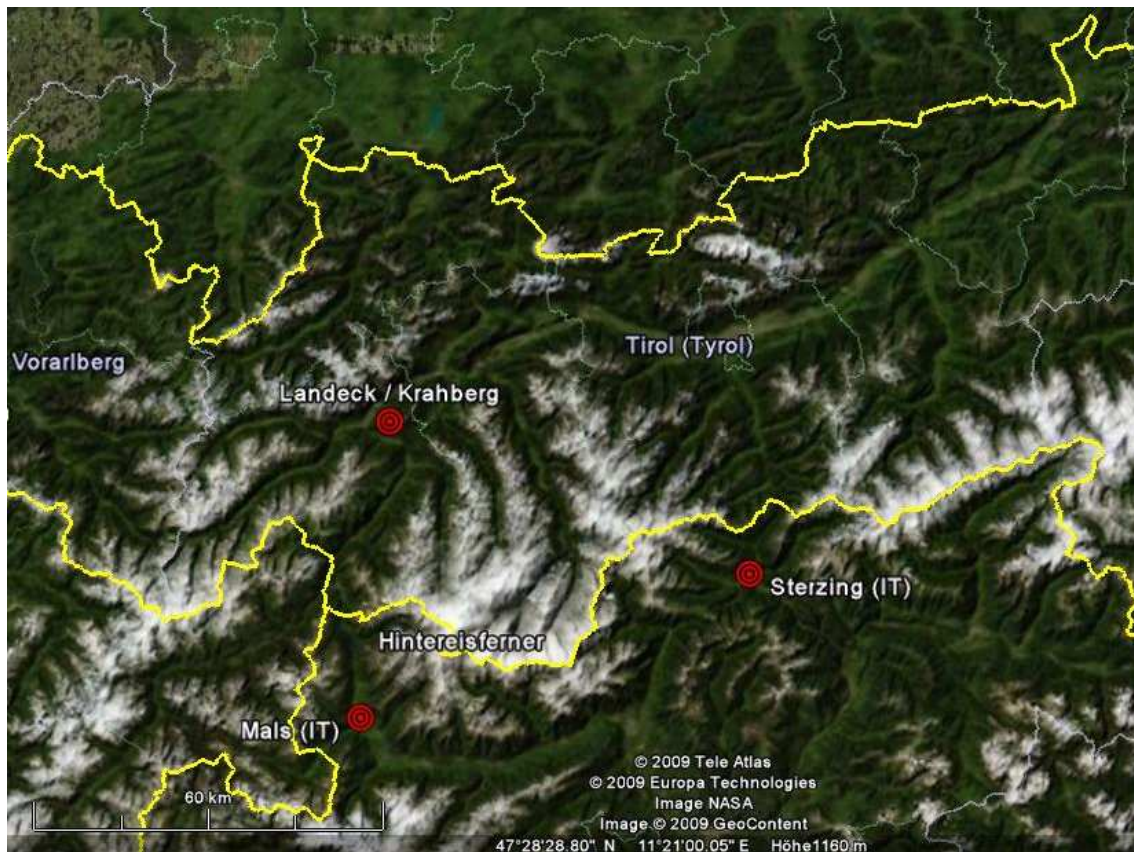 Tirol (Tyrol)
Vorarlberg
Landeck / Krahberg
Sterzing (IT)
Hintereisferner
Mals (IT)
© 2009 Tele Atlas
© 2009 Europa Technologies
60 km
Image NASA
Image © 2009 GeoContent
47°28'28.80" N 11°21'00.05" E Höhe1160 m